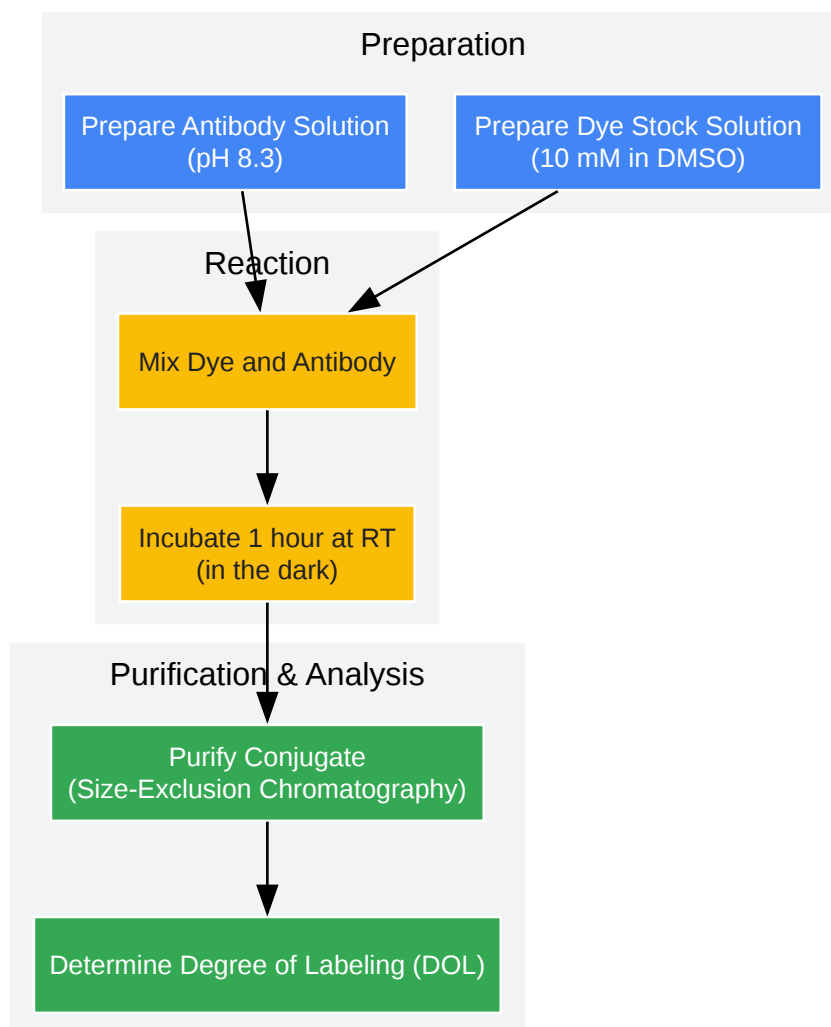 Preparation
Prepare Antibody Solution
(pH 8.3)
Prepare Dye Stock Solution
(10 mM in DMSO)
Reaction
Mix Dye and Antibody
Incubate 1 hour at RT
(in the dark)
Purification & Analysis
Purify Conjugate
(Size-Exclusion Chromatography)
Determine Degree of Labeling (DOL)